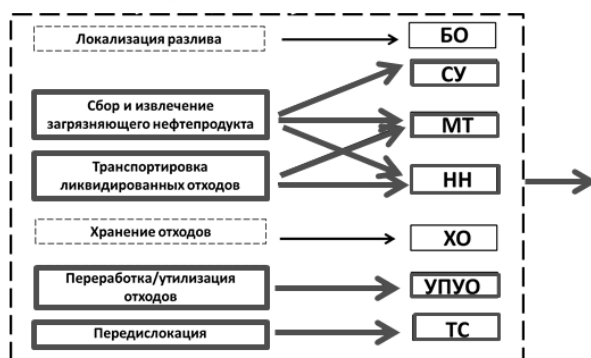 Локализация разлива
БО
СУ
Сбор и извлечение
загрязняющего нефтепродукта
МТ
Транспортировка
ликвидированных отходов
НН
Хранение отходов
ХО
Переработка/утилизация
отходов
УПУО
Передислокация
ТС